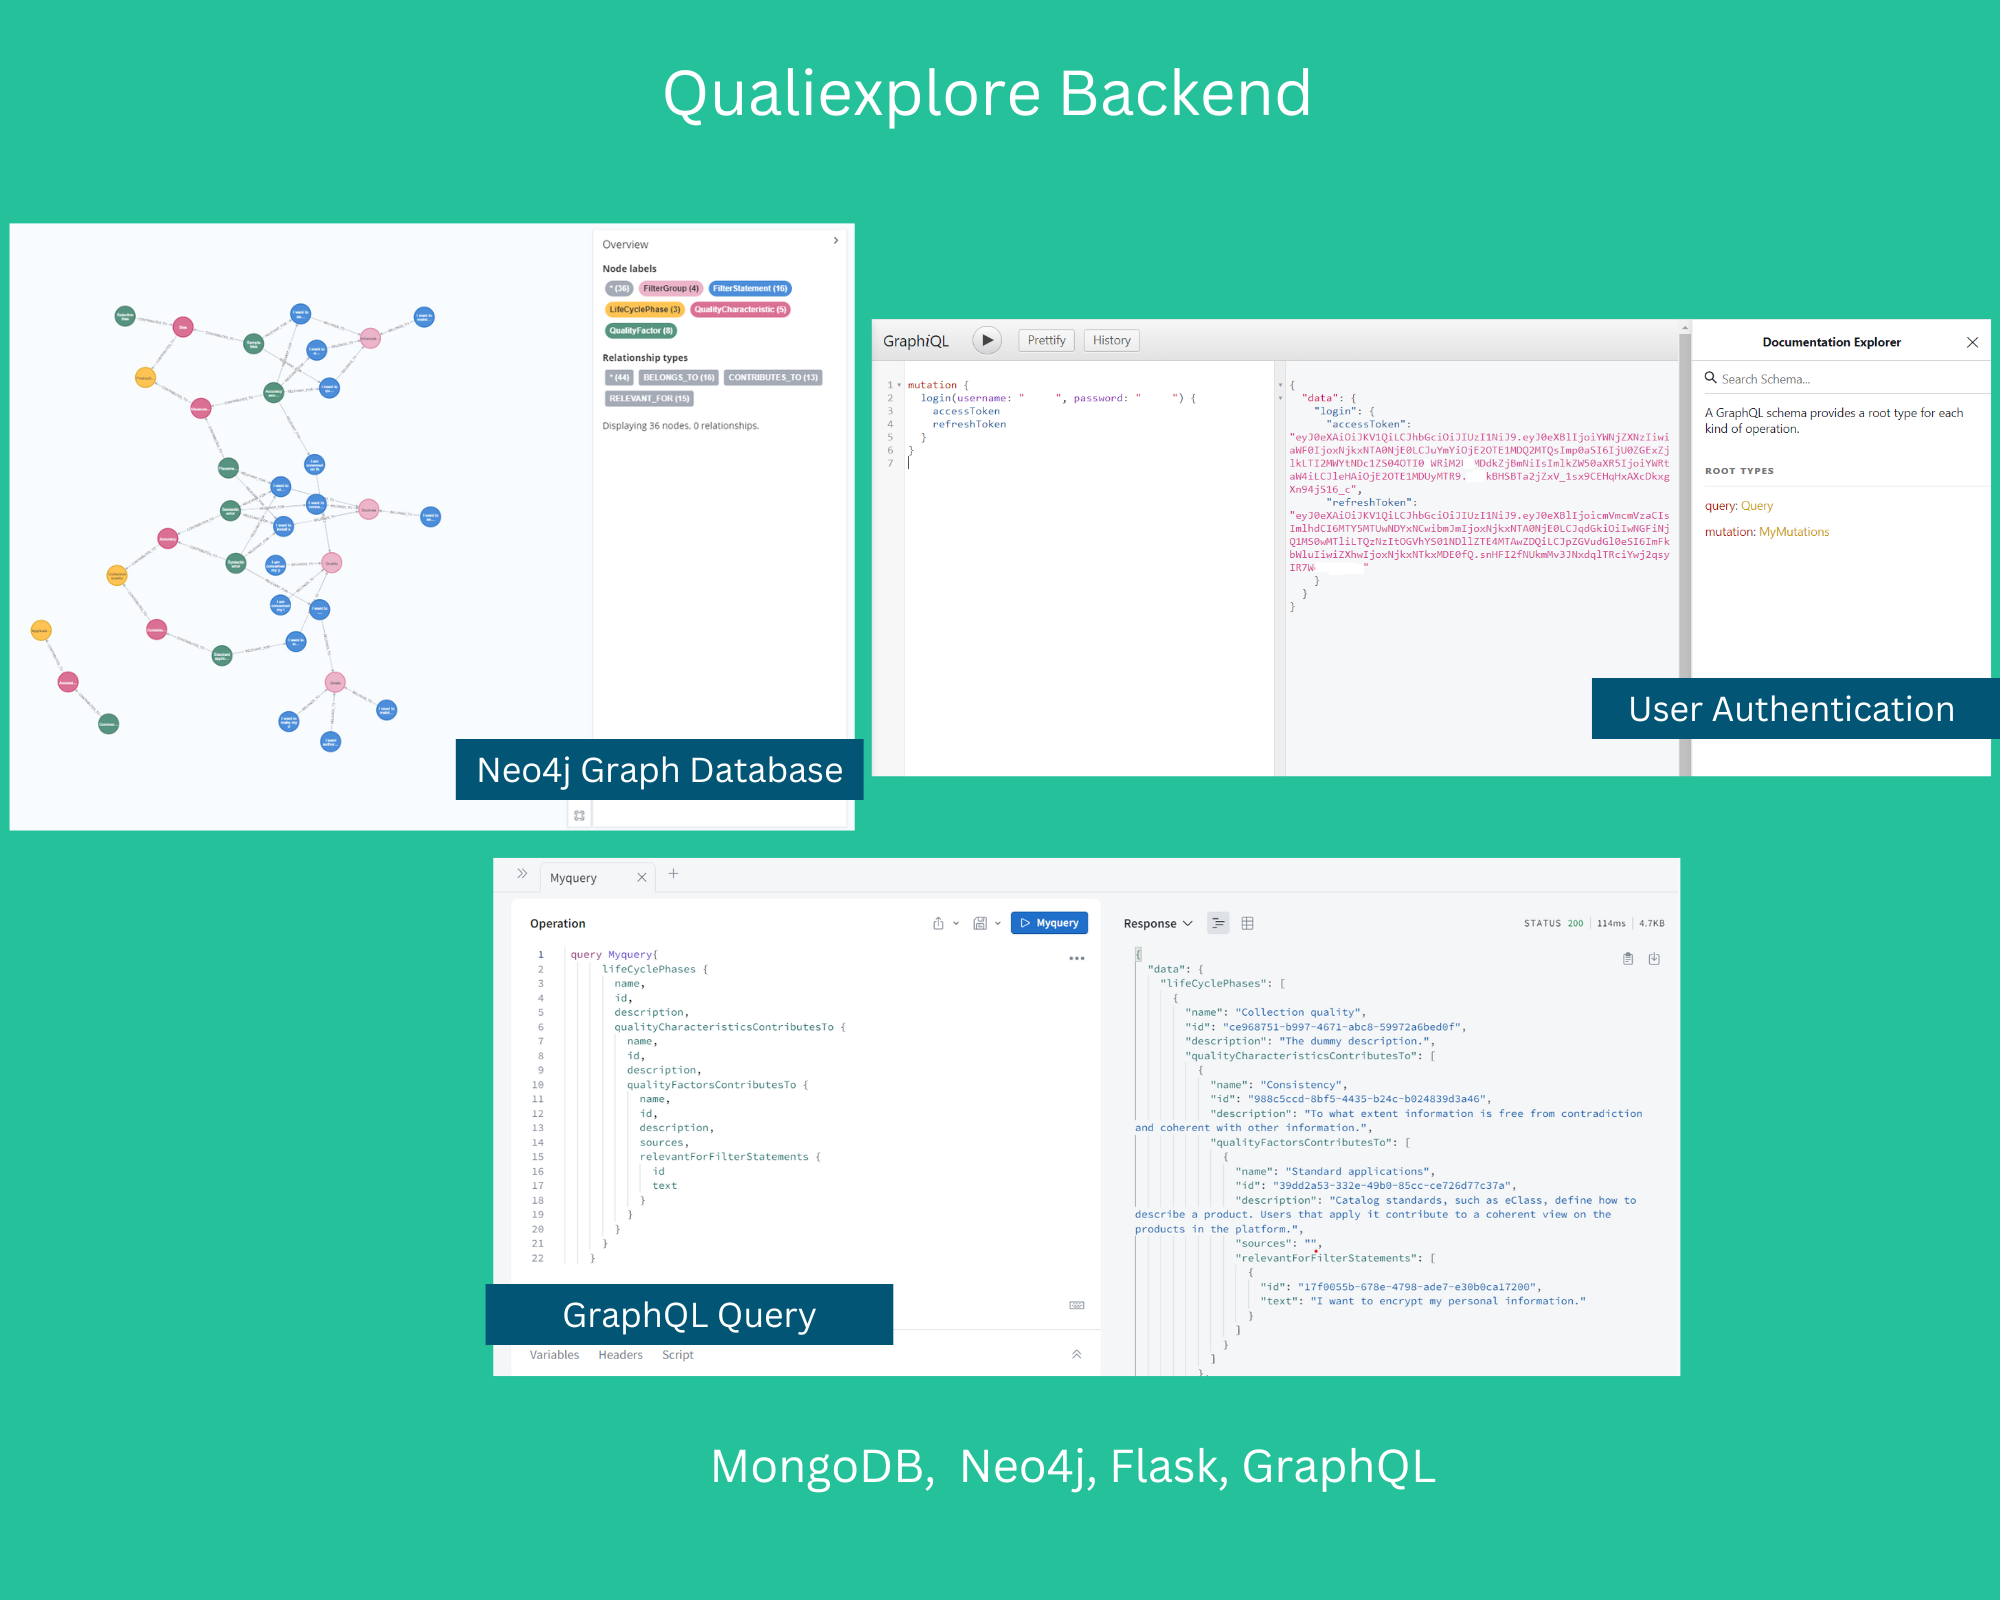 Qualiexplore Backend
Overview
Node labels
* (36) FilterGroup (4) FilterStatement (16)
LifeCyclePhase (3) QualityCharacteristic (5)
QualityFactor (8)
Relationship types
* (44) BELONGS_TO (16) CONTRIBUTES_TO (13)
RELEVANT_FOR (15)
Displaying 36 nodes, 0 relationships.
Neo4j Graph Database
GraphiQL
Prettify
History
1 mutation {
2 login(username: " ", password: " ") {
3 accessToken
4 refreshToken
5 }
6 }
7
{
"data": {
"login": {
"accessToken":
"refreshToken":
}
}
}
Documentation Explorer
Search Schema...
A GraphQL schema provides a root type for each
kind of operation.
ROOT TYPES
query: Query
mutation: MyMutations
User Authentication
Myquery
Operation
Myquery
1 query Myquery{
2 lifeCyclePhases {
3 name,
4 id,
5 description,
6 qualityCharacteristicsContributesTo {
7 name,
8 id,
9 description,
10 qualityFactorsContributesTo {
11 name,
12 id,
13 description,
14 sources,
15 relevantForFilterStatements {
16 id
17 text
18 }
19 }
20 }
21 }
22 }
GraphQL Query
Variables Headers Script
Response
STATUS 200 114ms 4.7KB
{
"data": {
"lifeCyclePhases": [
{
"name": "Collection quality",
"id": "ce968751-b997-4671-abc8-59972a6bed0f",
"description": "The dummy description.",
"qualityCharacteristicsContributesTo": [
{
"name": "Consistency",
"id": "988c5ccd-8bf5-4435-b24c-b024839d3a46",
"description": "To what extent information is free from contradiction
and coherent with other information.",
"qualityFactorsContributesTo": [
{
"name": "Standard applications",
"id": "39dd2a53-332e-49b0-85cc-ce726d77c37a",
"description": "Catalog standards, such as eClass, define how to
describe a product. Users that apply it contribute to a coherent view on the
products in the platform.",
"sources": "",
"relevantForFilterStatements": [
{
"id": "17f0055b-678e-4798-ade7-e30b0ca17200",
"text": "I want to encrypt my personal information."
}
]
}
]
},
MongoDB, Neo4j, Flask, GraphQL